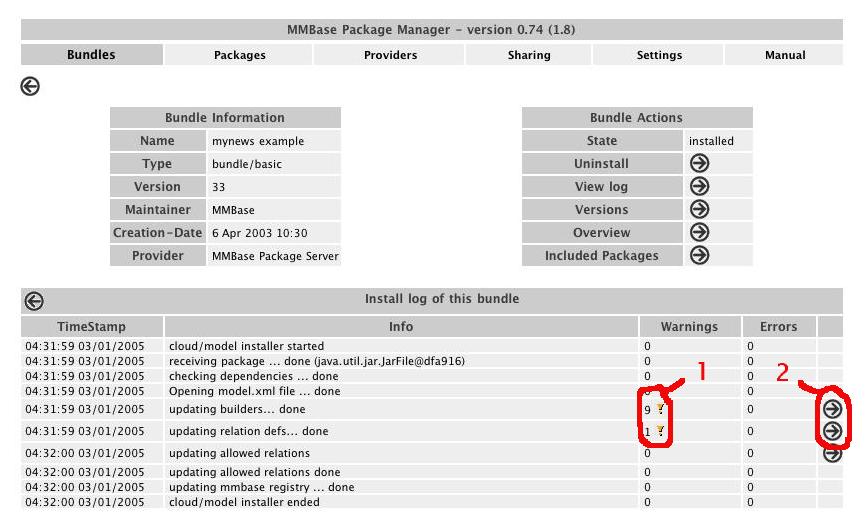 MMBase Package Manager - version 0.74 (1.8)
Bundles Packages Providers Sharing Settings Manual
Bundle Information
Name mynews example
Type bundle/basic
Version 33
Maintainer MMBase
Creation-Date 6 Apr 2003 10:30
Provider MMBase Package Server
Bundle Actions
State installed
Uninstall
View log
Versions
Overview
Included Packages
Install log of this bundle
TimeStamp Info Warnings Errors
04:31:59 03/01/2005 cloud/model installer started 0 0
04:31:59 03/01/2005 receiving package ... done (java.util.jar.JarFile@dfa916) 0 0
04:31:59 03/01/2005 checking dependencies ... done 0 0
1 2
04:31:59 03/01/2005 Opening model.xml file ... done 0 0
04:31:59 03/01/2005 updating builders... done 9 0
04:31:59 03/01/2005 updating relation defs... done 1 0
04:32:00 03/01/2005 updating allowed relations 0 0
04:32:00 03/01/2005 updating allowed relations done 0 0
04:32:00 03/01/2005 updating mmbase registry ... done 0 0
04:32:00 03/01/2005 cloud/model installer ended 0 0